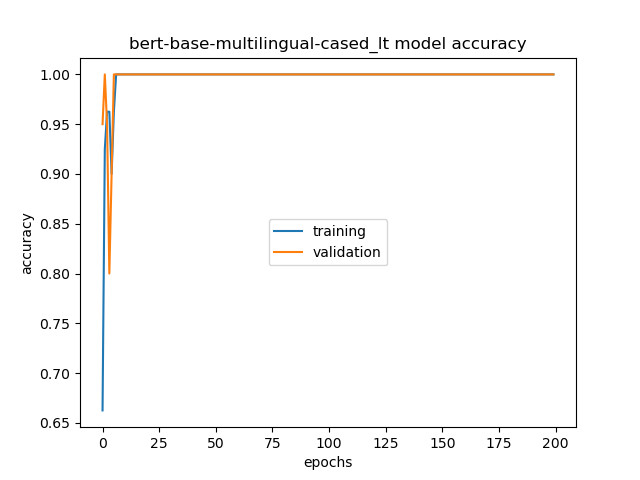 bert-base-multilingual-cased_lt model accuracy
1.00
0.95
0.90
0.85
0.80
0.75
0.70
0.65
accuracy
training
validation
0 25 50 75 100 125 150 175 200
epochs